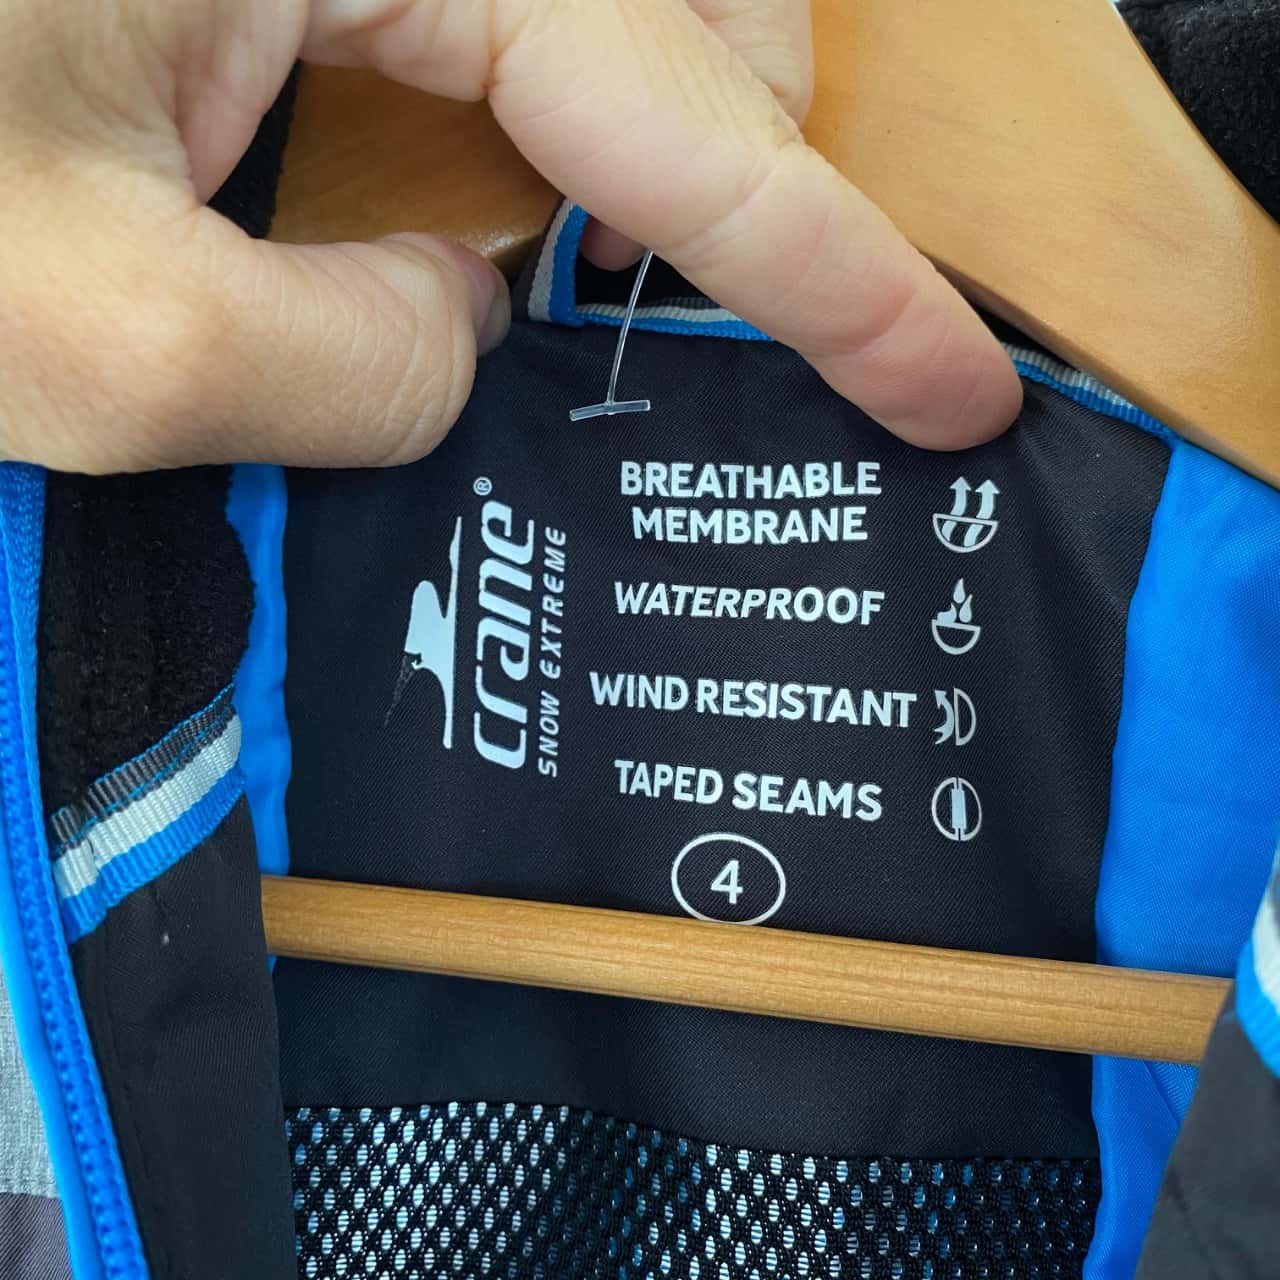 crane®
SNOW EXTREME
BREATHABLE
MEMBRANE
WATERPROOF
WIND RESISTANT
TAPED SEAMS
4